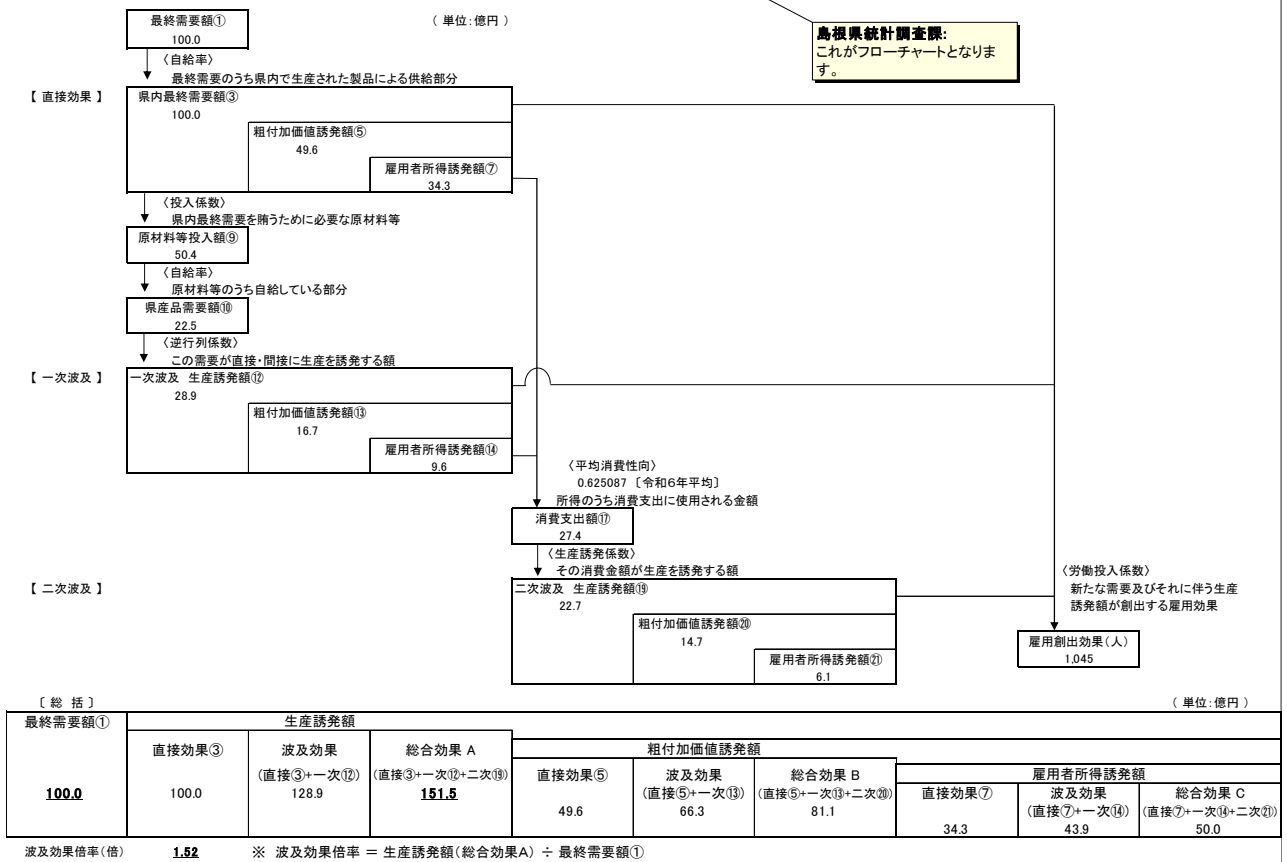 最終需要額①
（ 単位：億円 ）
100.0
島根県統計調査課:
これがフローチャートとなりま
す。
〈自給率〉
最終需要のうち県内で生産された製品による供給部分
【 直接効果 】
県内最終需要額③
100.0
粗付加価値誘発額⑤
49.6
雇用者所得誘発額⑦
34.3
〈投入係数〉
県内最終需要を賄うために必要な原材料等
原材料等投入額⑨
50.4
〈自給率〉
原材料等のうち自給している部分
県産品需要額⑩
22.5
〈逆行列係数〉
この需要が直接・間接に生産を誘発する額
【 一次波及 】
一次波及 生産誘発額⑫
28.9
粗付加価値誘発額⑬
16.7
雇用者所得誘発額⑭
9.6
〈平均消費性向〉
0.625087 〔令和6年平均〕
所得のうち消費支出に使用される金額
消費支出額⑰
27.4
〈生産誘発係数〉
その消費金額が生産を誘発する額
【 二次波及 】
二次波及 生産誘発額⑲
22.7
粗付加価値誘発額⑳
14.7
雇用者所得誘発額㉑
6.1
〈労働投入係数〉
新たな需要及びそれに伴う生産
誘発額が創出する雇用効果
雇用創出効果（人）
1,045
〔 総 括 〕
（ 単位：億円 ）
最終需要額① 生産誘発額
直接効果③ 波及効果 総合効果 A 粗付加価値誘発額
(直接③+一次⑫) (直接③+一次⑫+二次⑲) 直接効果⑤ 波及効果 総合効果 B 雇用者所得誘発額
100.0 100.0 128.9 151.5 (直接⑤+一次⑬) (直接⑤+一次⑬+二次⑳) 直接効果⑦ 波及効果 総合効果 C
49.6 66.3 81.1 (直接⑦+一次⑭) (直接⑦+一次⑭+二次㉑)
34.3 43.9 50.0
波及効果倍率（倍） 1.52 ※ 波及効果倍率 ＝ 生産誘発額（総合効果A） ÷ 最終需要額①